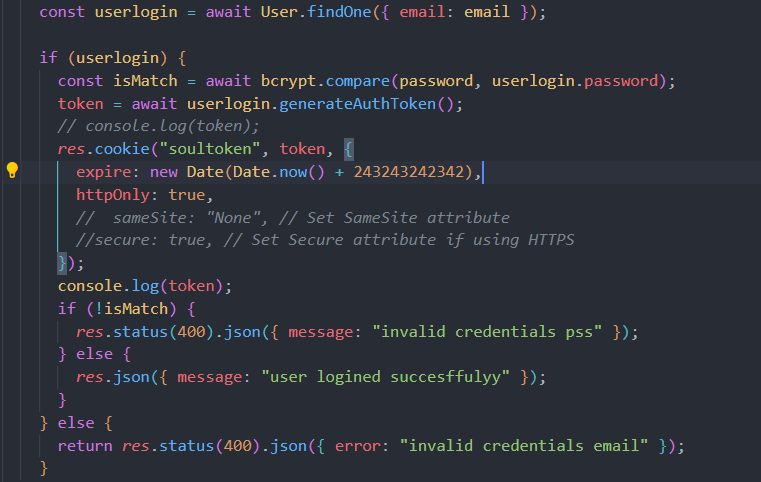 const userlogin = await User.findOne({ email: email });
if (userlogin) {
const isMatch = await bcrypt.compare(password, userlogin.password);
token = await userlogin.generateAuthToken();
// console.log(token);
res.cookie("soultoken", token, {
expire: new Date(Date.now() + 243243242342),
httpOnly: true,
//  sameSite: "None", // Set SameSite attribute
//secure: true, // Set Secure attribute if using HTTPS
});
console.log(token);
if (!isMatch) {
res.status(400).json({ message: "invalid credentials pss" });
} else {
res.json({ message: "user logined succesffulyy" });
}
} else {
return res.status(400).json({ error: "invalid credentials email" });
}